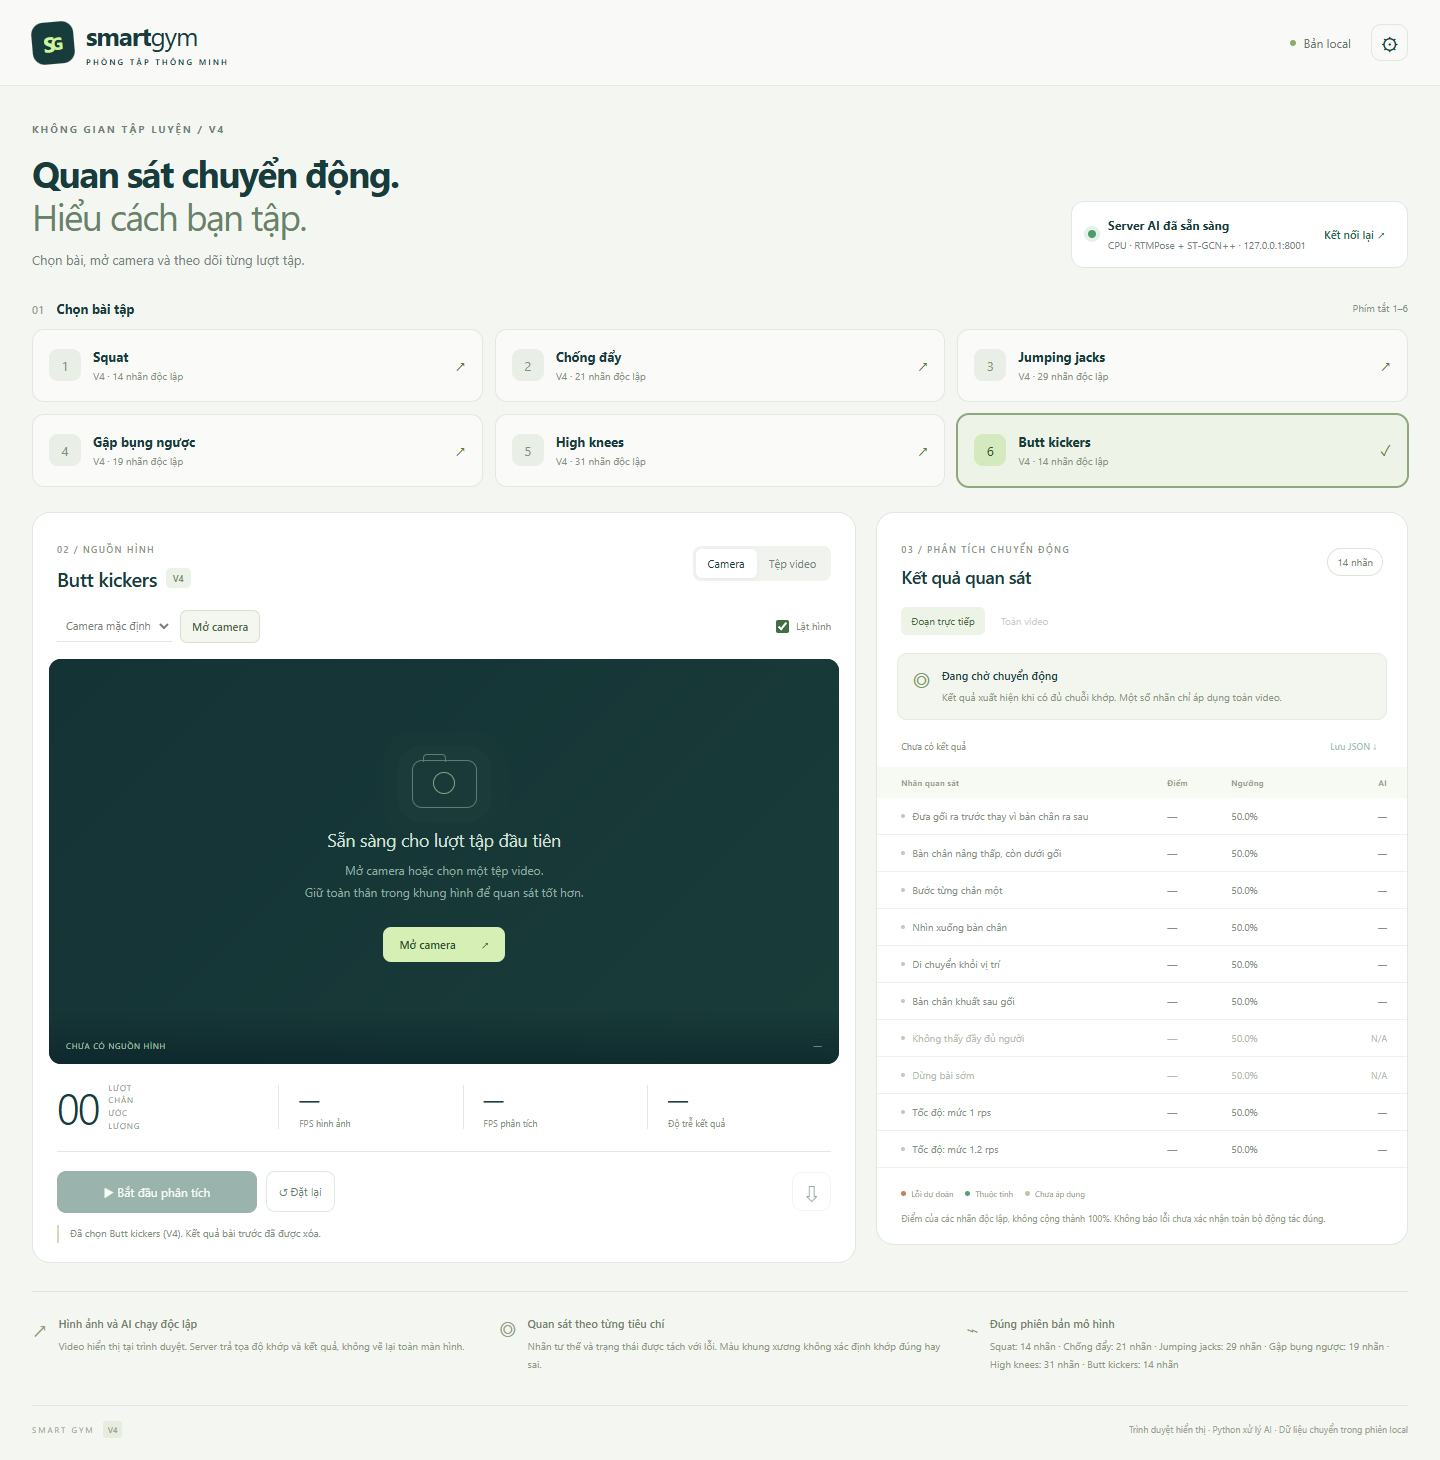 SG
smartgym
PHÒNG TẬP THÔNG MINH
Bản local
KHÔNG GIAN TẬP LUYỆN / V4
Quan sát chuyển động.
Hiểu cách bạn tập.
Chọn bài, mở camera và theo dõi từng lượt tập.
Server AI đã sẵn sàng
CPU · RTMPose + ST-GCN++ · 127.0.0.1:8001
Kết nối lại ↗
01 Chọn bài tập
Phím tắt 1–6
1 Squat ↗
V4 · 14 nhãn độc lập
2 Chống đẩy ↗
V4 · 21 nhãn độc lập
3 Jumping jacks ↗
V4 · 29 nhãn độc lập
4 Gập bụng ngược ↗
V4 · 19 nhãn độc lập
5 High knees ↗
V4 · 31 nhãn độc lập
6 Butt kickers ✓
V4 · 14 nhãn độc lập
02 / NGUỒN HÌNH
Butt kickers V4
Camera Tệp video
Camera mặc định Mở camera
Lật hình
Sẵn sàng cho lượt tập đầu tiên
Mở camera hoặc chọn một tệp video.
Giữ toàn thân trong khung hình để quan sát tốt hơn.
Mở camera ↗
CHƯA CÓ NGUỒN HÌNH —
00
LƯỢT
CHÂN
ƯỚC
LƯỢNG
—
FPS hình ảnh
—
FPS phân tích
—
Độ trễ kết quả
▶ Bắt đầu phân tích
↺ Đặt lại
Đã chọn Butt kickers (V4). Kết quả bài trước đã được xóa.
03 / PHÂN TÍCH CHUYỂN ĐỘNG
Kết quả quan sát
14 nhãn
Đoạn trực tiếp Toàn video
Đang chờ chuyển động
Kết quả xuất hiện khi có đủ chuỗi khớp. Một số nhãn chỉ áp dụng toàn video.
Chưa có kết quả
Lưu JSON ↓
Nhãn quan sát Điểm Ngưỡng AI
Đưa gối ra trước thay vì bàn chân ra sau — 50.0% —
Bàn chân nâng thấp, còn dưới gối — 50.0% —
Bước từng chân một — 50.0% —
Nhìn xuống bàn chân — 50.0% —
Di chuyển khỏi vị trí — 50.0% —
Bàn chân khuất sau gối — 50.0% —
Không thấy đầy đủ người — 50.0% N/A
Dừng bài sớm — 50.0% N/A
Tốc độ: mức 1 rps — 50.0% —
Tốc độ: mức 1.2 rps — 50.0% —
Lỗi dự đoán Thuộc tính Chưa áp dụng
Điểm của các nhãn độc lập, không cộng thành 100%. Không báo lỗi chưa xác nhận toàn bộ động tác đúng.
Hình ảnh và AI chạy độc lập
Video hiển thị tại trình duyệt. Server trả tọa độ khớp và kết quả, không vẽ lại toàn màn hình.
Quan sát theo từng tiêu chí
Nhãn tư thế và trạng thái được tách với lỗi. Màu khung xương không xác định khớp đúng hay
sai.
Đúng phiên bản mô hình
Squat: 14 nhãn · Chống đẩy: 21 nhãn · Jumping jacks: 29 nhãn · Gập bụng ngược: 19 nhãn ·
High knees: 31 nhãn · Butt kickers: 14 nhãn
SMART GYM V4
Trình duyệt hiển thị · Python xử lý AI · Dữ liệu chuyển trong phiên local